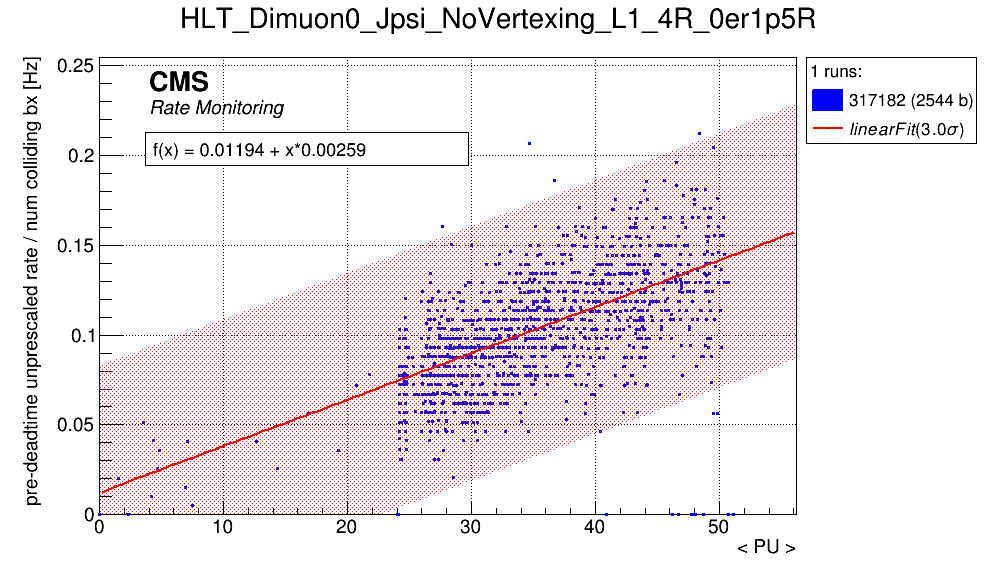 HLT_Dimuon0_Jpsi_NoVertexing_L1_4R_0er1p5R
pre-deadtime unprescaled rate / num colliding bx [Hz]
0.25
0.2
0.15
0.1
0.05
0
CMS
Rate Monitoring
f(x) = 0.01194 + x*0.00259
1 runs:
317182 (2544 b)
linearFit(3.0σ)
0 10 20 30 40 50
< PU >